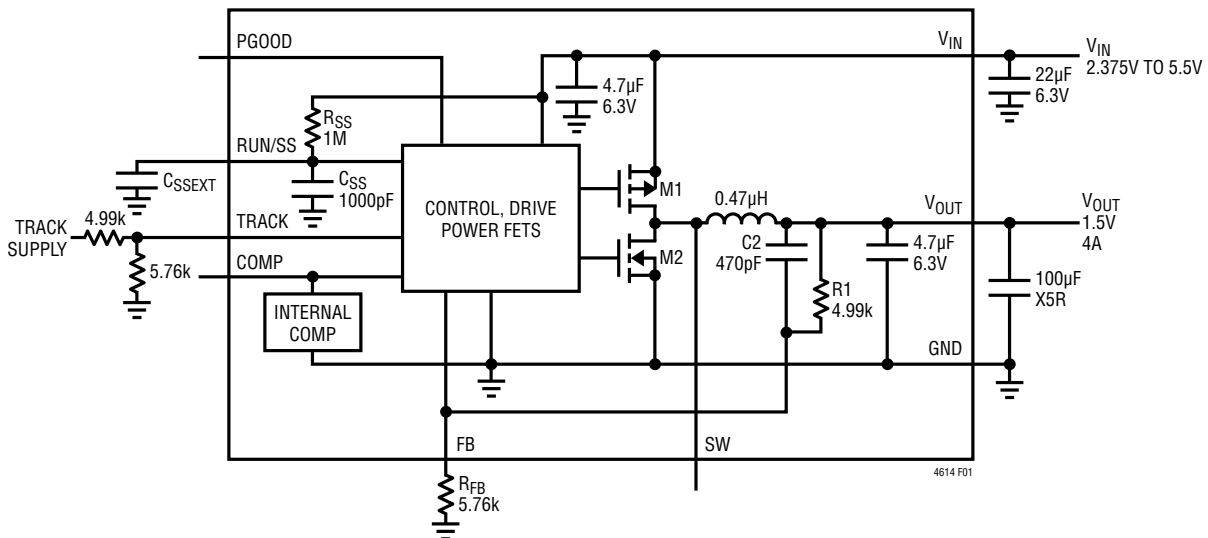 PGOOD
V_IN
V_IN
2.375V TO 5.5V
22µF
6.3V
4.7µF
6.3V
R_SS
1M
RUN/SS
C_SSEXT
C_SS
1000pF
M1
4.99k
TRACK
SUPPLY
TRACK
CONTROL, DRIVE
POWER FETS
0.47µH
V_OUT
V_OUT
1.5V
4A
5.76k
COMP
M2
C2
470pF
4.7µF
6.3V
R1
4.99k
100µF
X5R
INTERNAL
COMP
GND
FB
SW
4614 F01
R_FB
5.76k